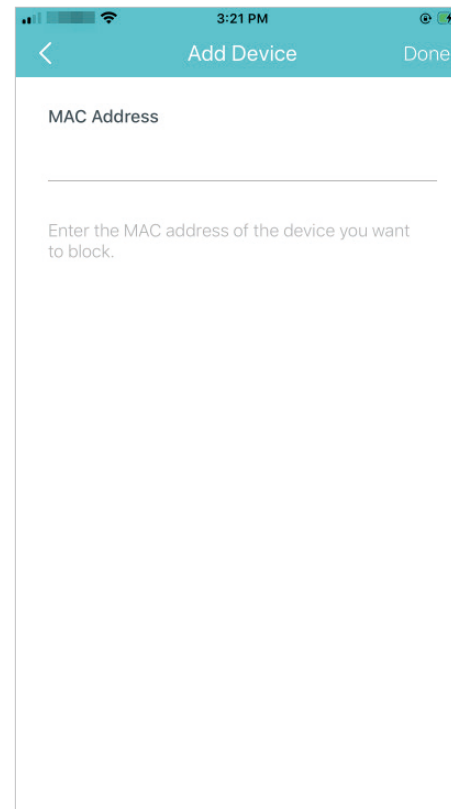 3:21 PM
Add Device
Done
MAC Address
Enter the MAC address of the device you want
to block.